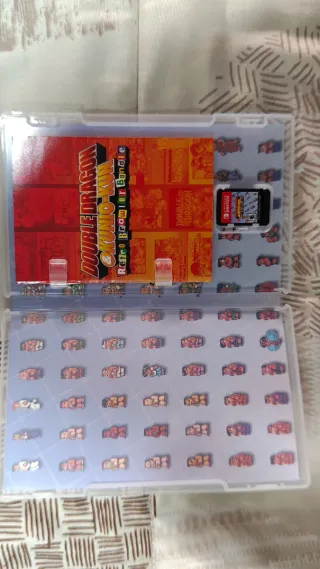 DOUBLE DRAGON
& KUNIO-KUN
Retro Brawler Bundle